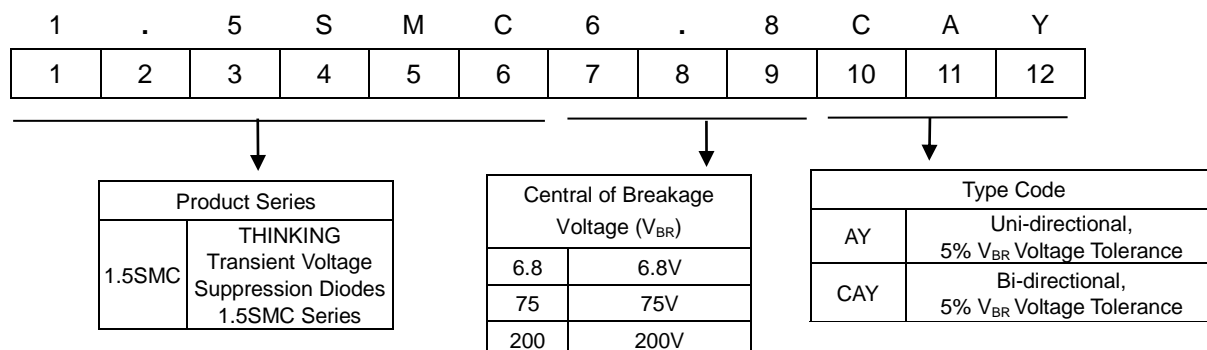 1 . 5 S M C 6 . 8 C A Y
1 2 3 4 5 6 7 8 9 10 11 12
Product Series
1.5SMC
THINKING
Transient Voltage
Suppression Diodes
1.5SMC Series
Central of Breakage
Voltage (VBR)
6.8 6.8V
75 75V
200 200V
Type Code
AY
Uni-directional,
5% VBR Voltage Tolerance
CAY
Bi-directional,
5% VBR Voltage Tolerance